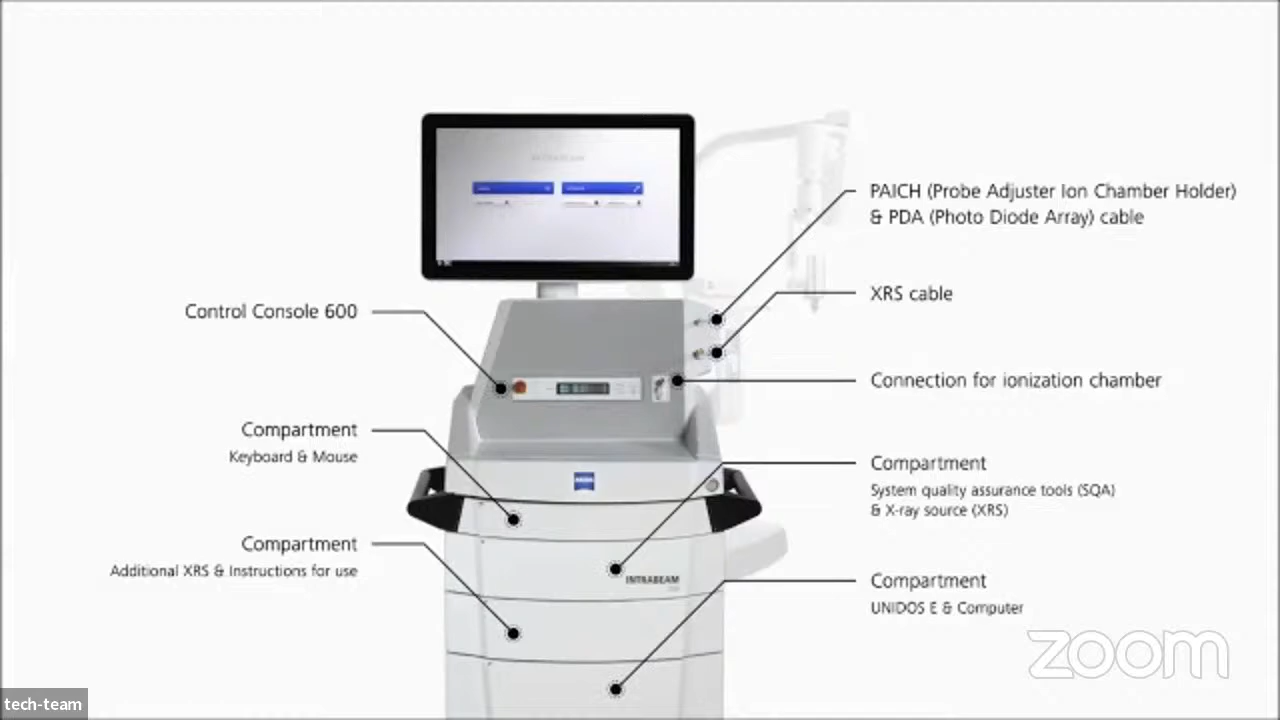 INTRABEAM
PAICH (Probe Adjuster Ion Chamber Holder)
& PDA (Photo Diode Array) cable
XRS cable
Control Console 600
Connection for ionization chamber
Compartment
Keyboard & Mouse
Compartment
System quality assurance tools (SQA)
& X-ray source (XRS)
ZEISS
Compartment
Additional XRS & Instructions for use
INTRABEAM
Compartment
UNIDOS E & Computer
zoom
tech-team